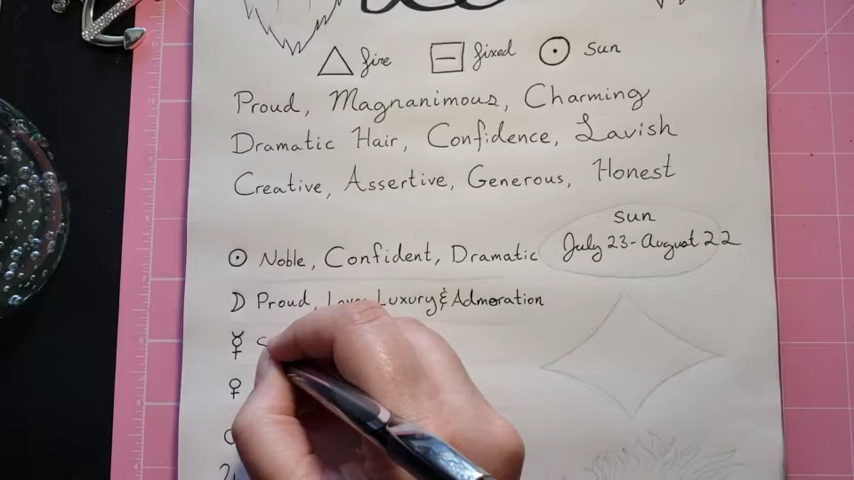 fire fixed Sun
Proud, Magnanimous, Charming
Dramatic Hair, Confidence, Lavish
Creative, Assertive, Generous, Honest
Sun
July 23-August 22
☉ Noble, Confident, Dramatic
☽ Proud, Luxury & Admoration
☿ S
♀